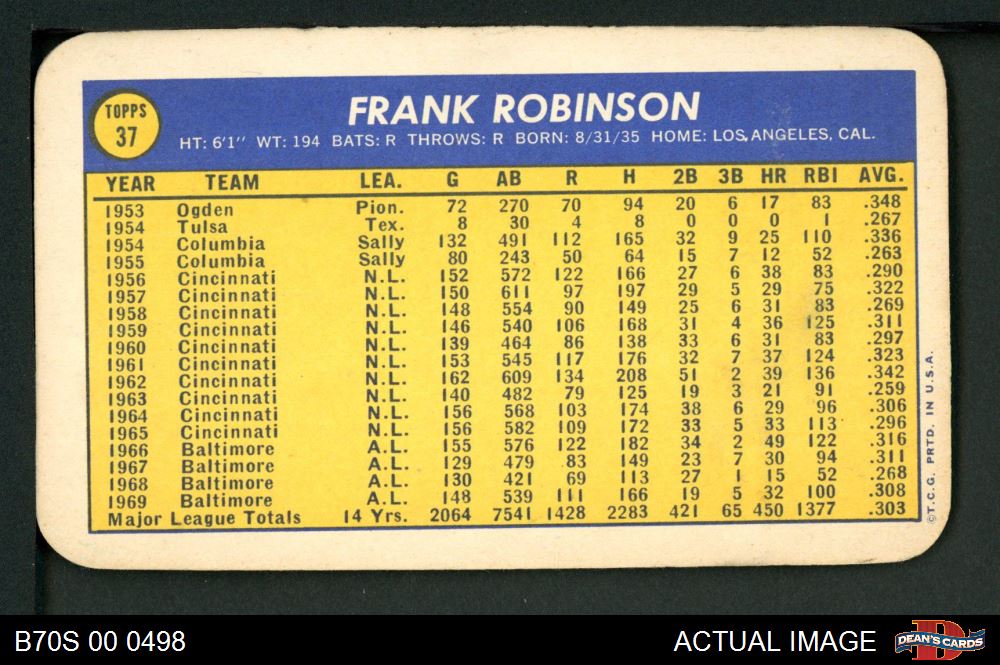 TOPPS
37
FRANK ROBINSON
HT: 6'1" WT: 194 BATS: R THROWS: R BORN: 8/31/35 HOME: LOS ANGELES, CAL.
YEAR TEAM LEA. G AB R H 2B 3B HR RBI AVG.
1953 Ogden Pion. 72 270 70 94 20 6 17 83 .348
1954 Tulsa Tex. 8 30 4 8 0 0 0 1 .267
1954 Columbia Sally 132 491 112 165 32 9 25 110 .336
1955 Columbia Sally 80 243 50 64 15 7 12 52 .263
1956 Cincinnati N.L. 152 572 122 166 27 6 38 83 .290
1957 Cincinnati N.L. 150 611 97 197 29 5 29 75 .322
1958 Cincinnati N.L. 148 554 90 149 25 6 31 83 .269
1959 Cincinnati N.L. 146 540 106 168 31 4 36 125 .311
1960 Cincinnati N.L. 139 464 86 138 33 6 31 83 .297
1961 Cincinnati N.L. 153 545 117 176 32 7 37 124 .323
1962 Cincinnati N.L. 162 609 134 208 51 2 39 136 .342
1963 Cincinnati N.L. 140 482 79 125 19 3 21 91 .259
1964 Cincinnati N.L. 156 568 103 174 38 6 29 96 .306
1965 Cincinnati N.L. 156 582 109 172 33 5 33 113 .296
1966 Baltimore A.L. 155 576 122 182 34 2 49 122 .316
1967 Baltimore A.L. 129 479 83 149 23 7 30 94 .311
1968 Baltimore A.L. 130 421 69 113 27 1 15 52 .268
1969 Baltimore A.L. 148 539 111 166 19 5 32 100 .308
Major League Totals 14 Yrs. 2064 7541 1428 2283 421 65 450 1377 .303
©T.C.G. PRTD. IN U.S.A.
B70S 00 0498
ACTUAL IMAGE
DEAN'S CARDS